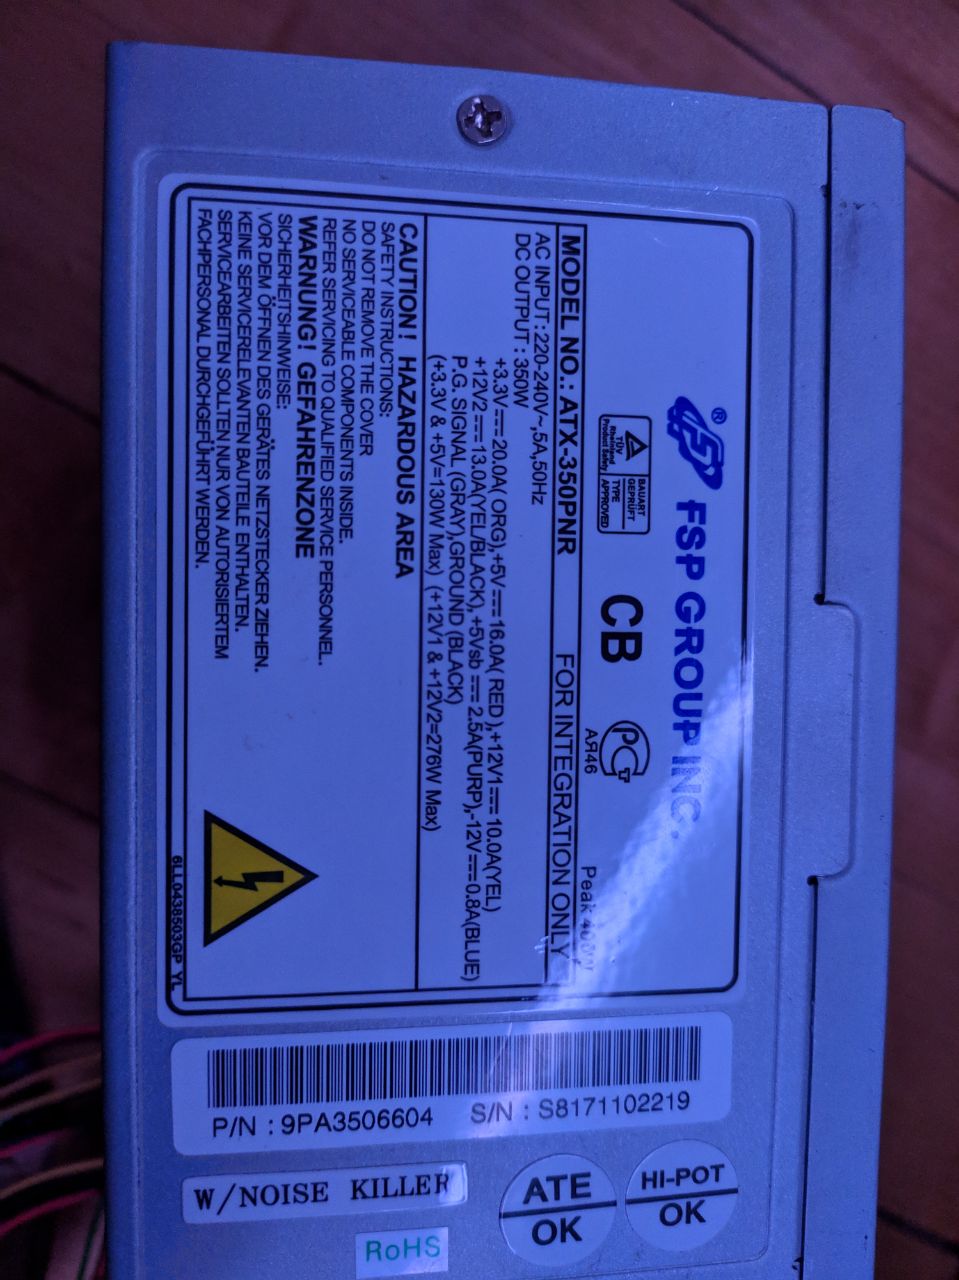 FSP GROUP INC.
BAUART
GEPRÜFT
TÜV
Rheinland
Product Safety
TYPE
APPROVED
CB
PG
АЯ46
Peak 400W
MODEL NO.: ATX-350PNR FOR INTEGRATION ONLY
AC INPUT : 220-240V~,5A,50Hz
DC OUTPUT : 350W
+3.3V⎓20.0A( ORG),+5V⎓16.0A( RED ),+12V1⎓10.0A(YEL)
+12V2⎓13.0A(YEL/BLACK),+5Vsb⎓2.5A(PURP),-12V⎓0.8A(BLUE)
P.G. SIGNAL (GRAY),GROUND (BLACK)
(+3.3V & +5V=130W Max) (+12V1 & +12V2=276W Max)
CAUTION! HAZARDOUS AREA
SAFETY INSTRUCTIONS:
DO NOT REMOVE THE COVER
NO SERVICEABLE COMPONENTS INSIDE.
REFER SERVICING TO QUALIFIED SERVICE PERSONNEL.
WARNUNG! GEFAHRENZONE
SICHERHEITSHINWEISE:
VOR DEM ÖFFNEN DES GERÄTES NETZSTECKER ZIEHEN.
KEINE SERVICERELEVANTEN BAUTEILE ENTHALTEN.
SERVICEARBEITEN SOLLTEN NUR VON AUTORISIERTEM
FACHPERSONAL DURCHGEFÜHRT WERDEN.
6LL0438503GP YL
P/N : 9PA3506604 S/N : S8171102219
W/NOISE KILLER
RoHS
ATE
OK
HI-POT
OK